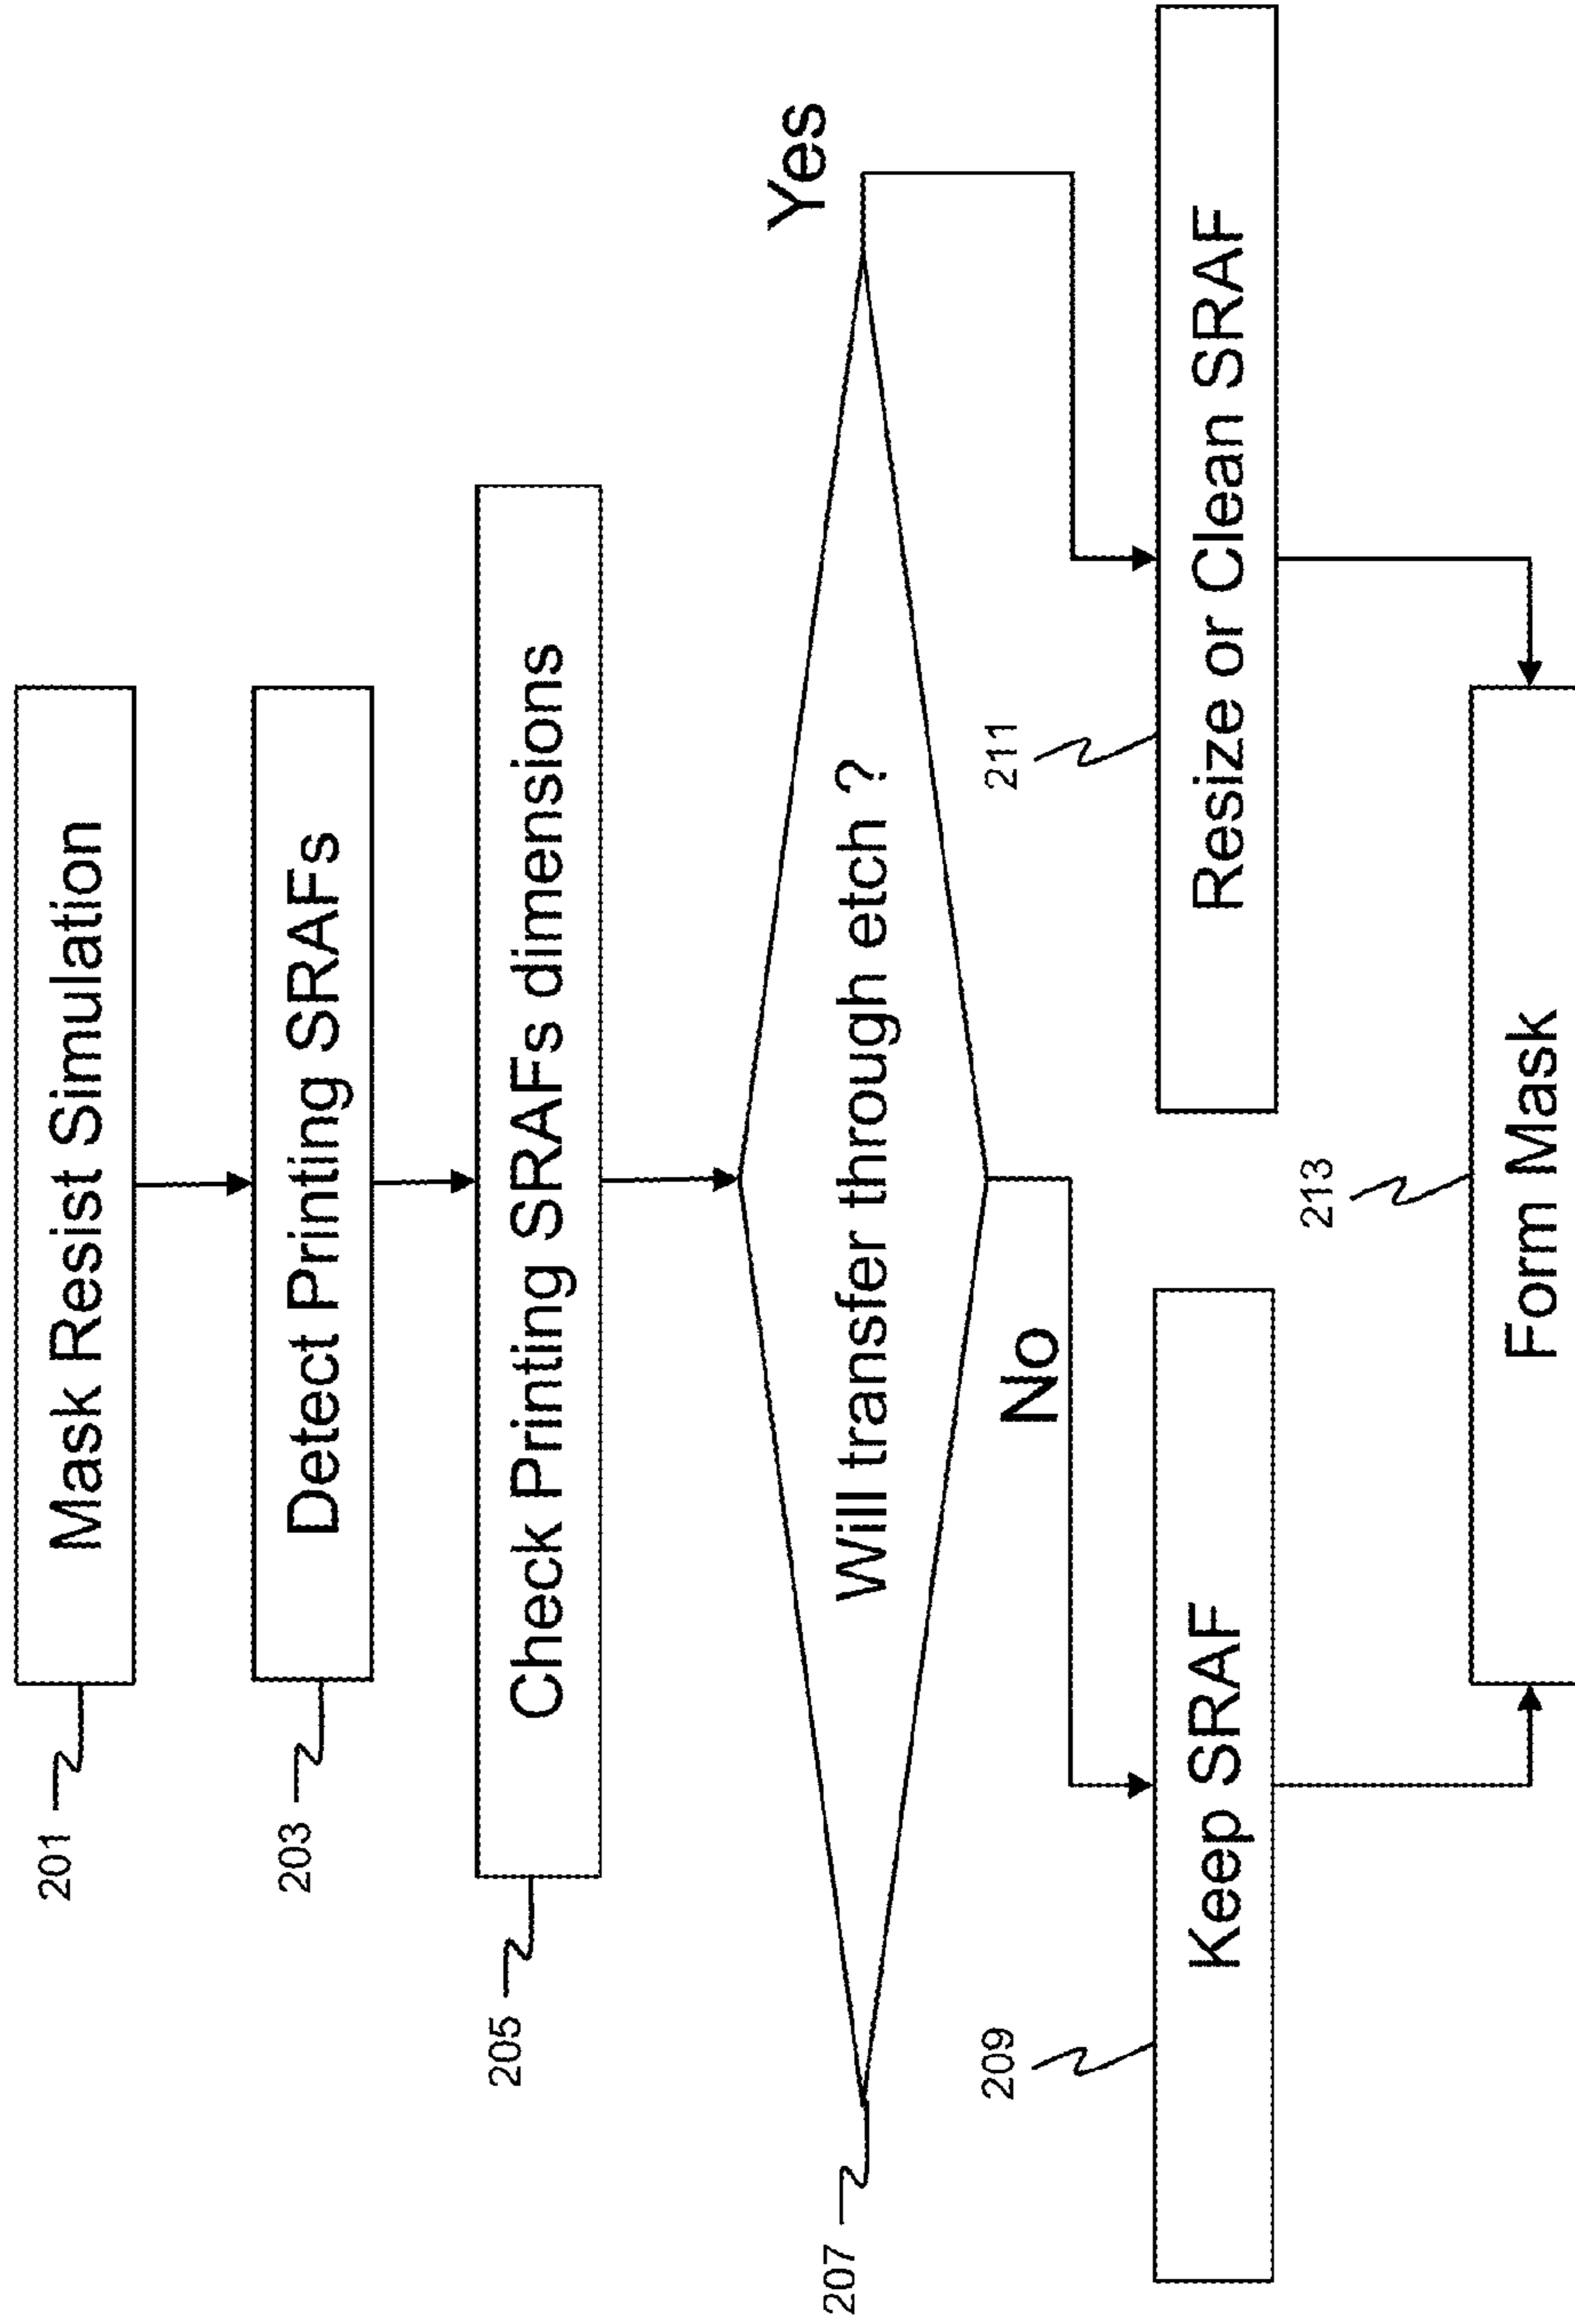 201
Mask Resist Simulation
203
Detect Printing SRAFs
205
Check Printing SRAFs dimensions
207
Will transfer through etch ?
Yes
No
209
Keep SRAF
211
Resize or Clean SRAF
213
Form Mask